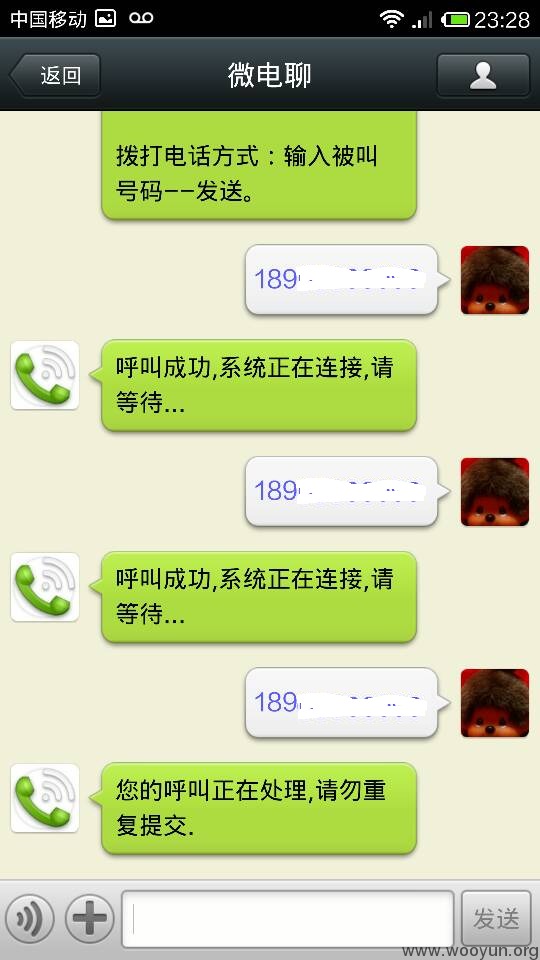 中国移动 23:28
返回 微电聊
拨打电话方式：输入被叫
号码--发送。
189
呼叫成功,系统正在连接,请
等待...
189
呼叫成功,系统正在连接,请
等待...
189
您的呼叫正在处理,请勿重
复提交.
发送
www.wooyun.org